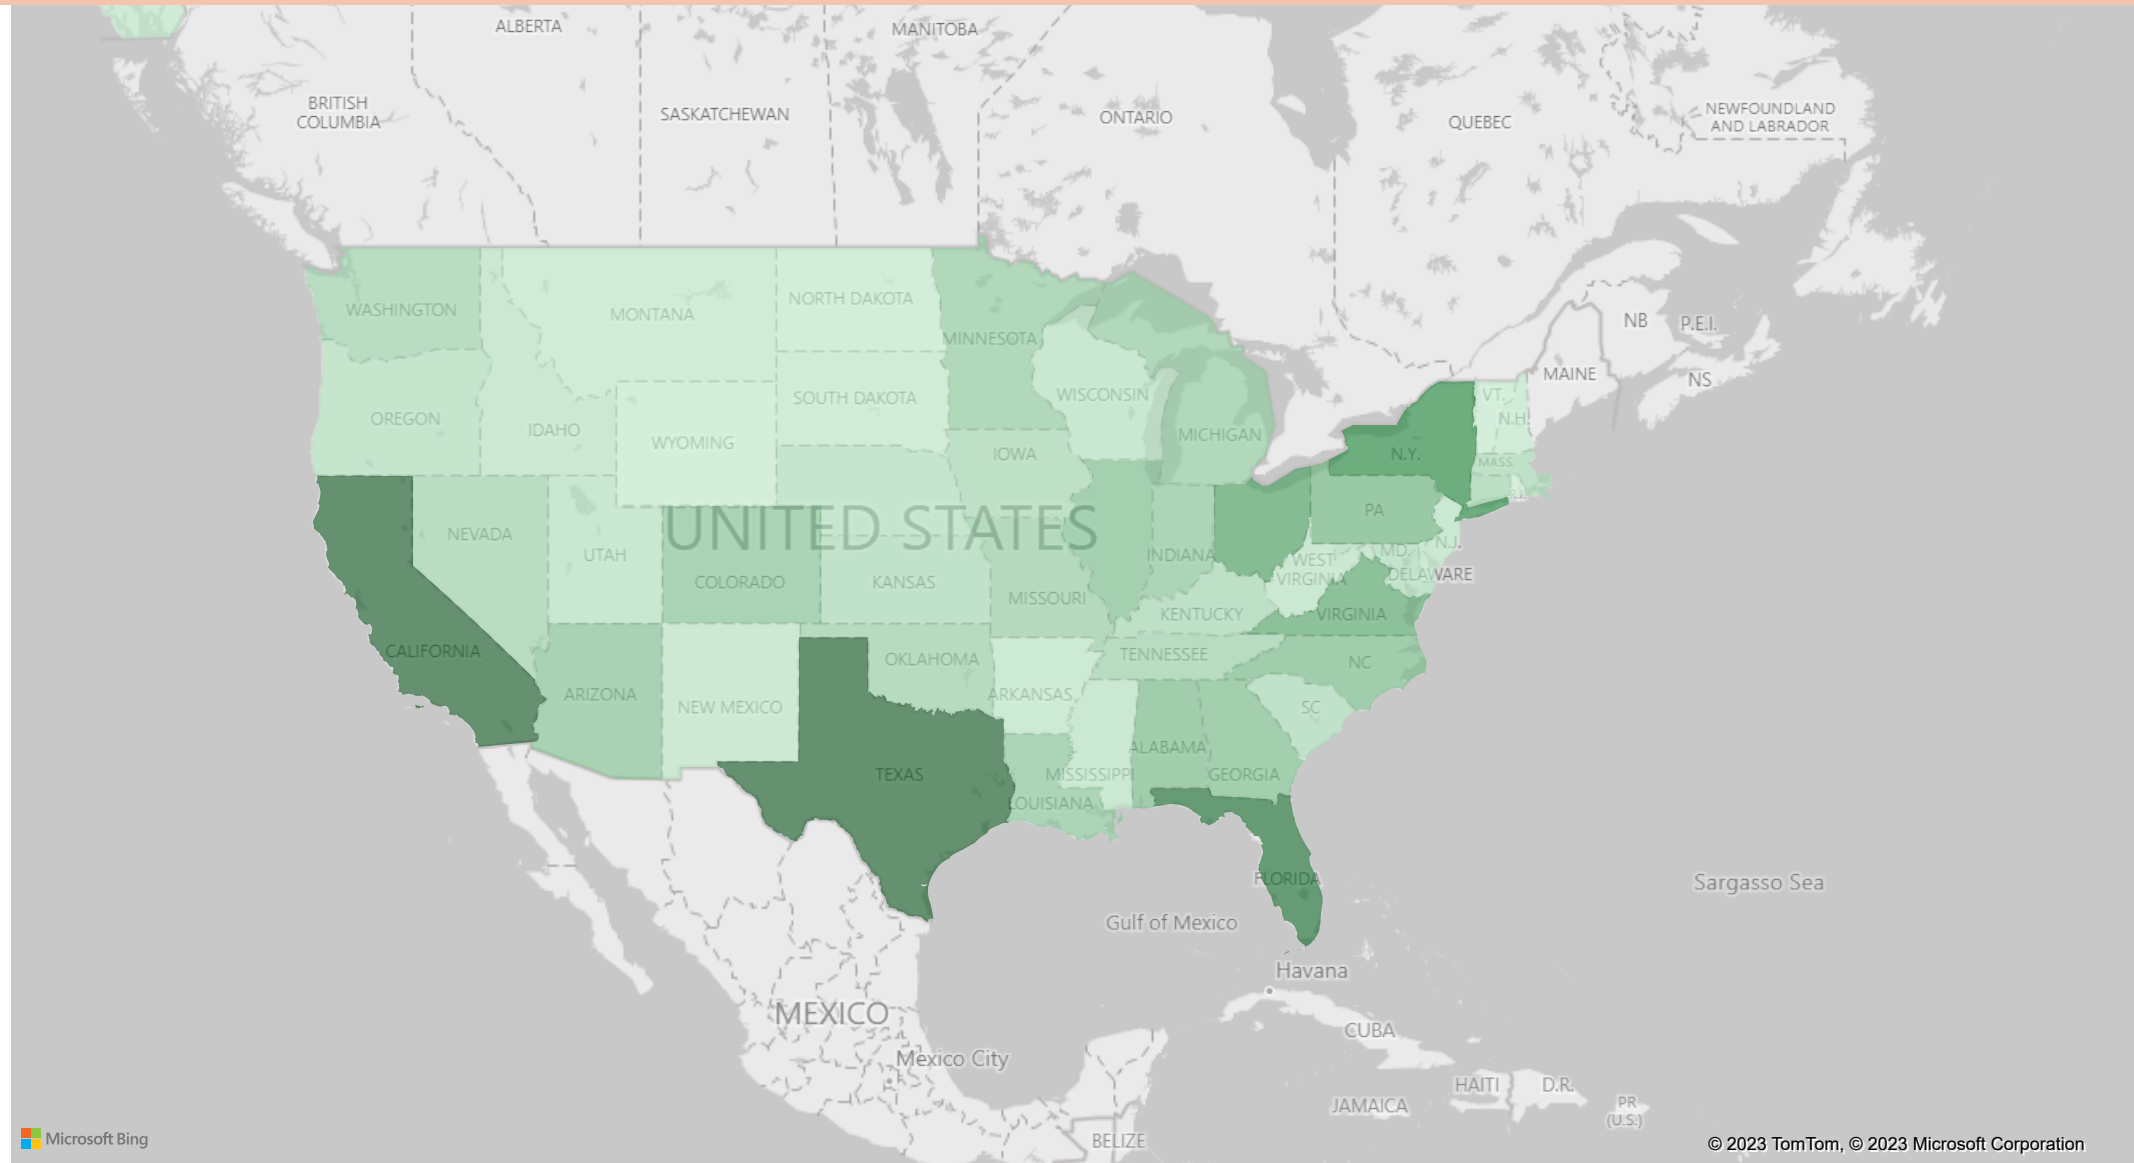 ALBERTA
MANITOBA
BRITISH
COLUMBIA
SASKATCHEWAN
ONTARIO
QUEBEC
NEWFOUNDLAND
AND LABRADOR
WASHINGTON
MONTANA
NORTH DAKOTA
MINNESOTA
NB
P.E.I.
OREGON
IDAHO
WYOMING
SOUTH DAKOTA
WISCONSIN
MICHIGAN
MAINE
NS
VT.
N.H.
N.Y.
MASS.
R.I.
IOWA
UNITED STATES
NEVADA
UTAH
COLORADO
KANSAS
MISSOURI
INDIANA
PA
N.J.
MD.
WEST
VIRGINIA
DELAWARE
KENTUCKY
VIRGINIA
CALIFORNIA
ARIZONA
NEW MEXICO
OKLAHOMA
ARKANSAS
TENNESSEE
NC
SC
TEXAS
ALABAMA
MISSISSIPPI
GEORGIA
LOUISIANA
FLORIDA
Gulf of Mexico
Sargasso Sea
Havana
MEXICO
Mexico City
CUBA
HAITI
D.R.
JAMAICA
PR
(U.S.)
BELIZE
Microsoft Bing
© 2023 TomTom, © 2023 Microsoft Corporation